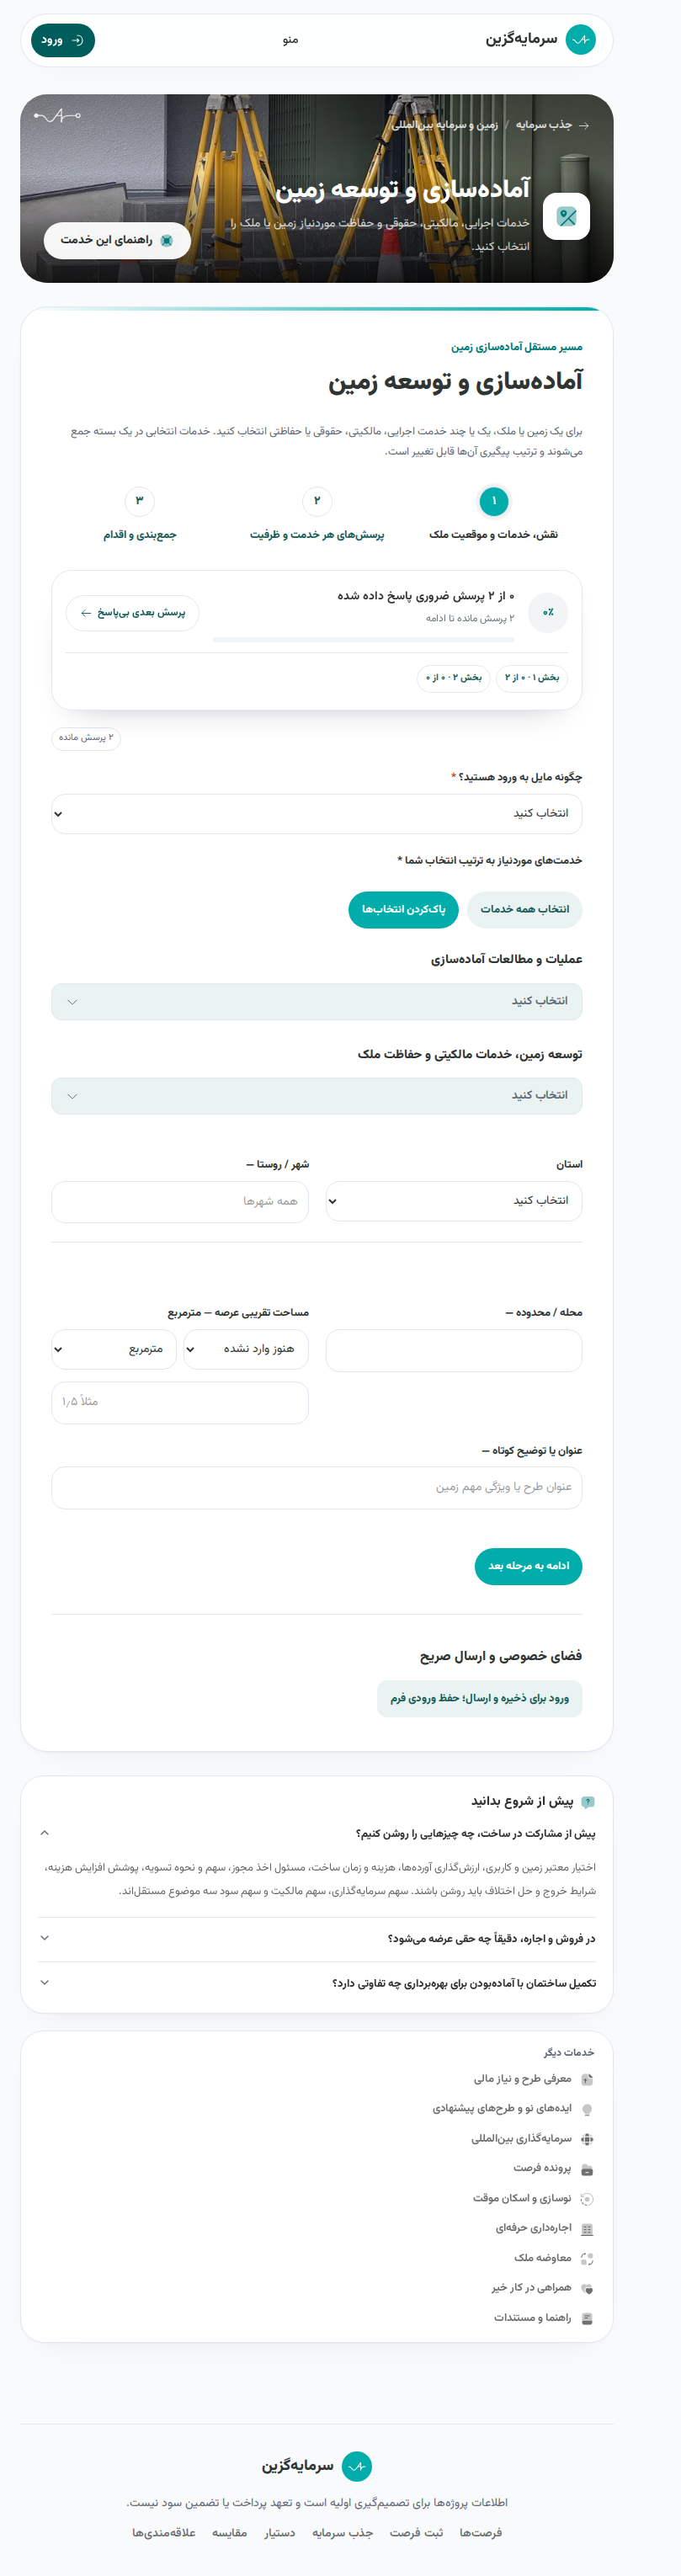 سرمایه‌گزین
منو
ورود
جذب سرمایه / زمین و سرمایه بین‌المللی
آماده‌سازی و توسعه زمین
خدمات اجرایی، مالکیتی، حقوقی و حفاظت موردنیاز زمین یا ملک را
انتخاب کنید.
راهنمای این خدمت
مسیر مستقل آماده‌سازی زمین
آماده‌سازی و توسعه زمین
برای یک زمین یا ملک، یک یا چند خدمت اجرایی، مالکیتی، حقوقی یا حفاظتی انتخاب کنید. خدمات انتخابی در یک بسته جمع
می‌شوند و ترتیب پیگیری آن‌ها قابل تغییر است.
۱
نقش، خدمات و موقعیت ملک
۲
پرسش‌های هر خدمت و ظرفیت
۳
جمع‌بندی و اقدام
۰٪
۰ از ۲ پرسش ضروری پاسخ داده شده
۲ پرسش مانده تا ادامه
پرسش بعدی بی‌پاسخ
بخش ۱ · ۰ از ۲
بخش ۲ · ۰ از ۰
۲ پرسش مانده
چگونه مایل به ورود هستید؟ *
انتخاب کنید
خدمت‌های موردنیاز به ترتیب انتخاب شما *
انتخاب همه خدمات
پاک‌کردن انتخاب‌ها
عملیات و مطالعات آماده‌سازی
انتخاب کنید
توسعه زمین، خدمات مالکیتی و حفاظت ملک
انتخاب کنید
استان
انتخاب کنید
شهر / روستا —
همه شهرها
محله / محدوده —
مساحت تقریبی عرصه — مترمربع
هنوز وارد نشده
مترمربع
مثلاً ۱٫۵
عنوان یا توضیح کوتاه —
عنوان طرح یا ویژگی مهم زمین
ادامه به مرحله بعد
فضای خصوصی و ارسال صریح
ورود برای ذخیره و ارسال؛ حفظ ورودی فرم
پیش از شروع بدانید
پیش از مشارکت در ساخت، چه چیزهایی را روشن کنیم؟
اختیار معتبر زمین و کاربری، ارزش‌گذاری آورده‌ها، هزینه و زمان ساخت، مسئول اخذ مجوز، سهم و نحوه تسویه، پوشش افزایش هزینه،
شرایط خروج و حل اختلاف باید روشن باشند. سهم سرمایه‌گذاری، سهم مالکیت و سهم سود سه موضوع مستقل‌اند.
در فروش و اجاره، دقیقاً چه حقی عرضه می‌شود؟
تکمیل ساختمان با آماده‌بودن برای بهره‌برداری چه تفاوتی دارد؟
خدمات دیگر
معرفی طرح و نیاز مالی
ایده‌های نو و طرح‌های پیشنهادی
سرمایه‌گذاری بین‌المللی
پرونده فرصت
نوسازی و اسکان موقت
اجاره‌داری حرفه‌ای
معاوضه ملک
همراهی در کار خیر
راهنما و مستندات
سرمایه‌گزین
اطلاعات پروژه‌ها برای تصمیم‌گیری اولیه است و تعهد پرداخت یا تضمین سود نیست.
فرصت‌ها
ثبت فرصت
جذب سرمایه
دستیار
مقایسه
علاقه‌مندی‌ها